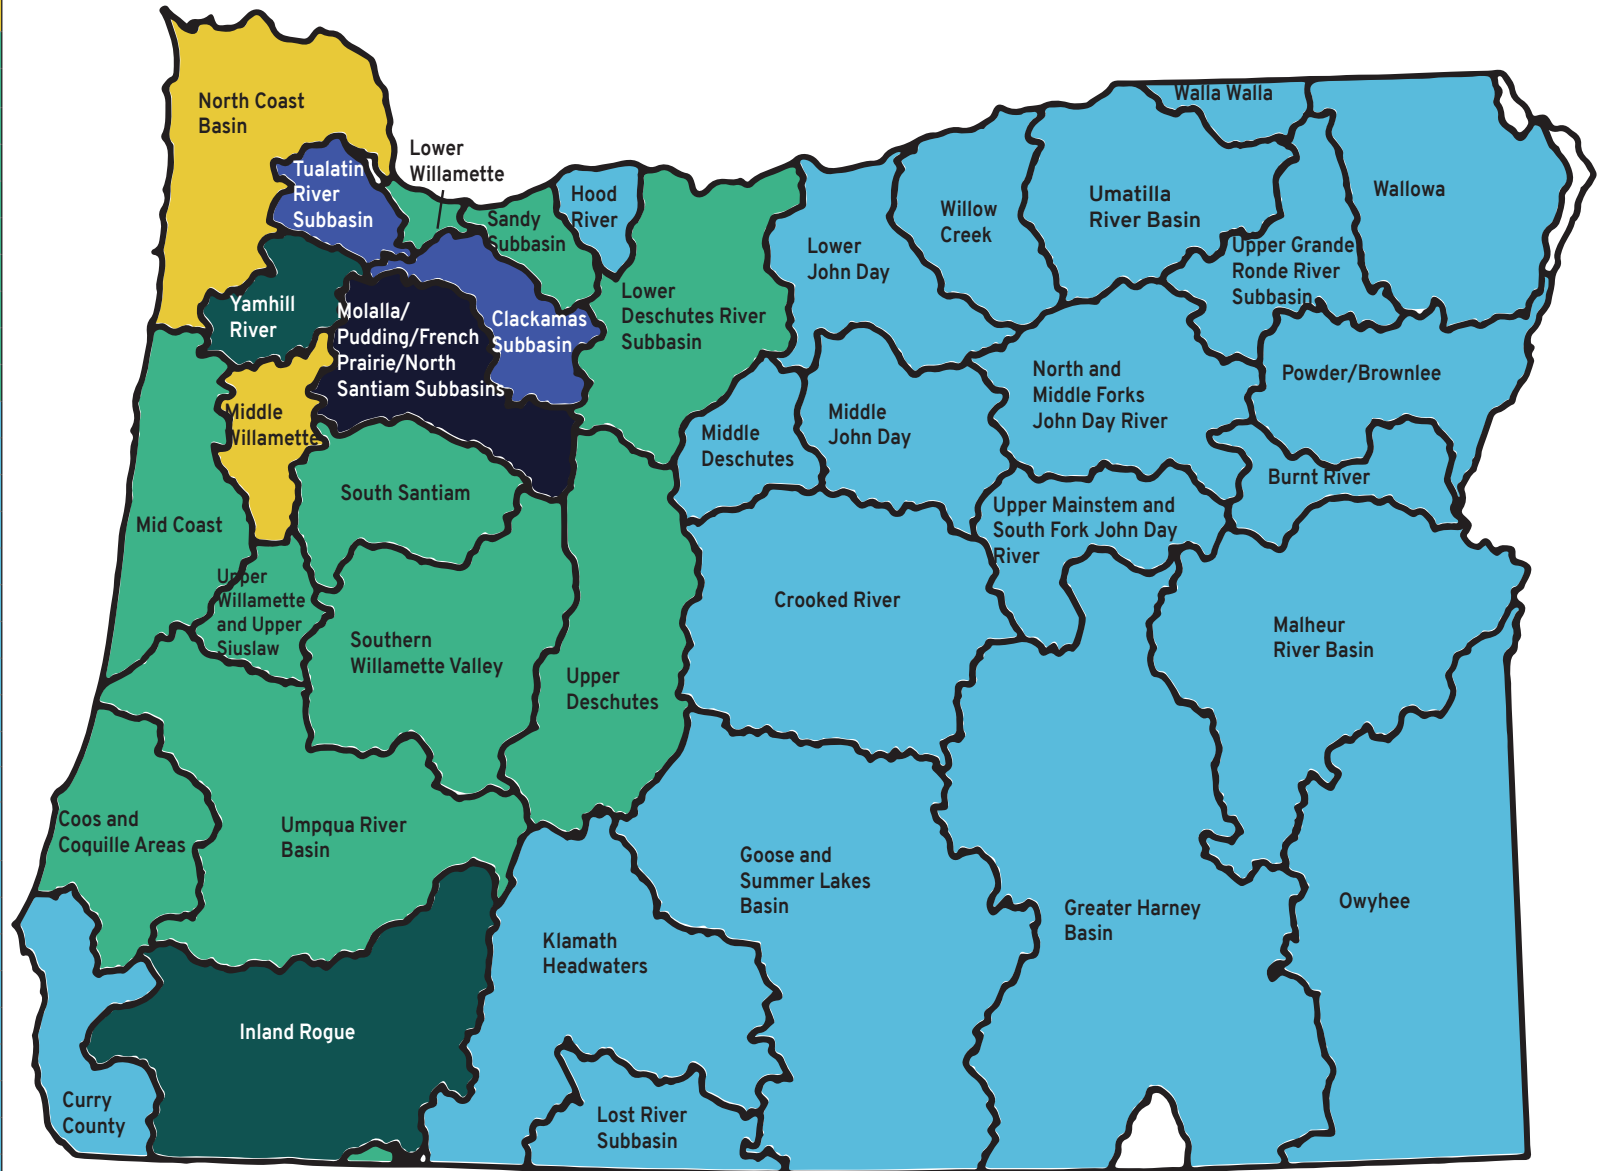 North Coast
Basin
Tualatin
River
Subbasin
Lower
Willamette
Sandy
Subbasin
Hood
River
Walla Walla
Wallowa
Umatilla
River Basin
Willow
Creek
Lower
John Day
Upper Grande
Ronde River
Subbasin
Yamhill
River
Molalla/
Pudding/French
Prairie/North
Santiam Subbasins
Clackamas
Subbasin
Lower
Deschutes River
Subbasin
Powder/Brownlee
North and
Middle Forks
John Day River
Middle
Willamette
Middle
Deschutes
Middle
John Day
Burnt River
South Santiam
Mid Coast
Upper Mainstem and
South Fork John Day
River
Upper
Willamette
and Upper
Siuslaw
Crooked River
Southern
Willamette Valley
Malheur
River Basin
Upper
Deschutes
Coos and
Coquille Areas
Umpqua River
Basin
Goose and
Summer Lakes
Basin
Greater Harney
Basin
Owyhee
Klamath
Headwaters
Inland Rogue
Curry
County
Lost River
Subbasin